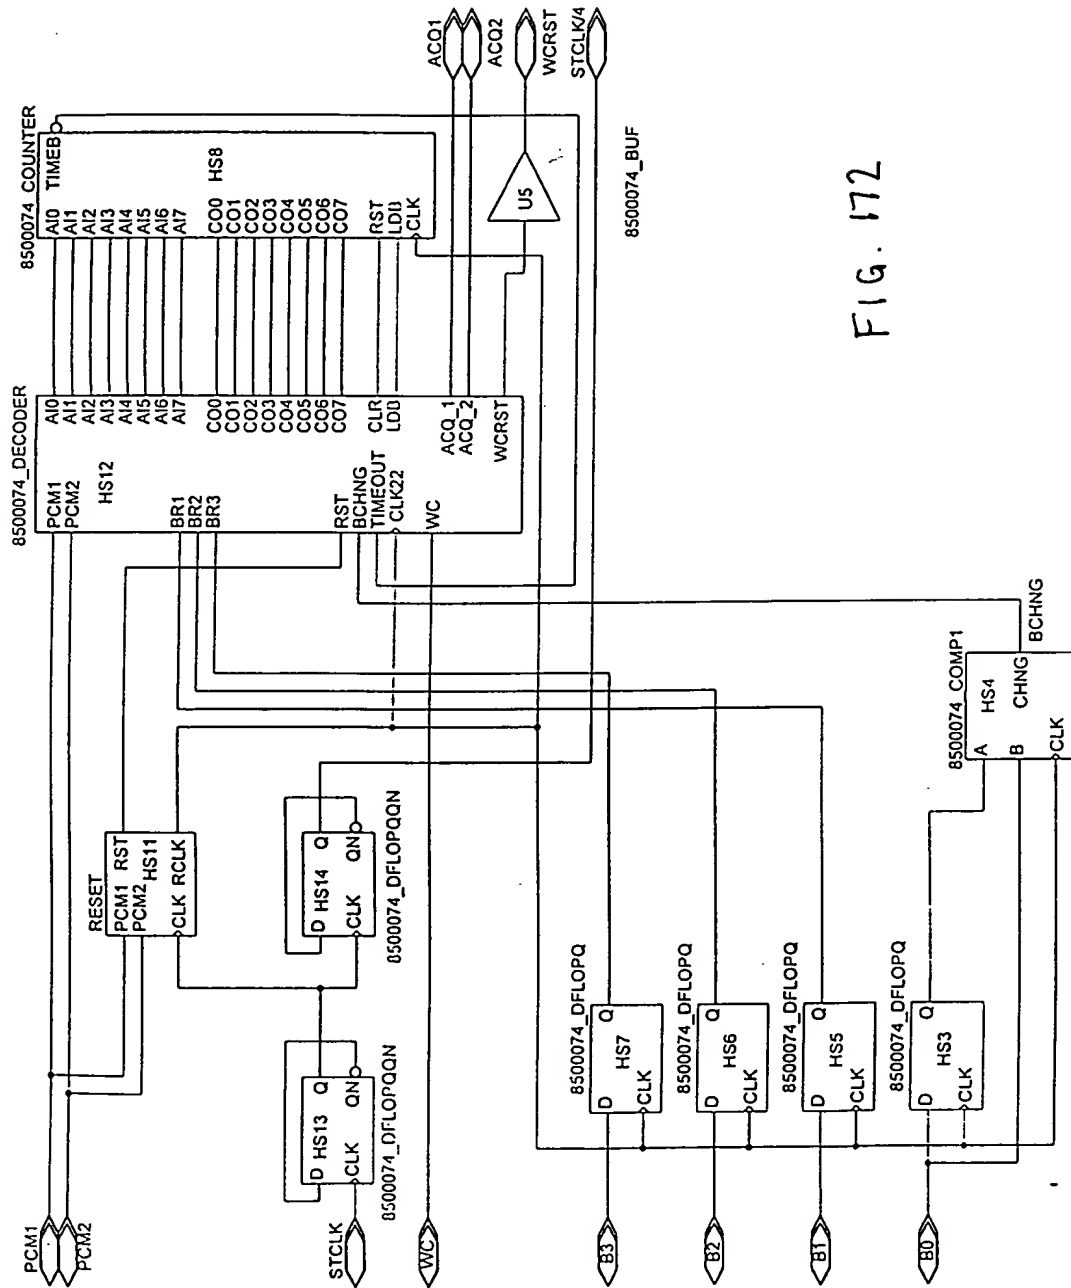 8500074_COUNTER
TIMEB
HS8
AI0
AI1
AI2
AI3
AI4
AI5
AI6
AI7
CO0
CO1
CO2
CO3
CO4
CO5
CO6
CO7
RST
LDB
CLK
ACQ1
ACQ2
WCRST
STCLK/4
8500074_BUF
U5
8500074_DECODER
PCM1
PCM2
HS12
BR1
BR2
BR3
RST
BCHNG
TIMEOUT
CLK22
WC
AI0
AI1
AI2
AI3
AI4
AI5
AI6
AI7
CO0
CO1
CO2
CO3
CO4
CO5
CO6
CO7
CLR
LDB
ACQ_1
ACQ_2
WCRST
RESET
PCM1 RST
PCM2
HS11
CLK RCLK
D HS14 Q
CLK QN
8500074_DFLOPQQN
D HS13 Q
CLK QN
8500074_DFLOPQQN
PCM1
PCM2
STCLK
WC
B3
B2
B1
B0
8500074_DFLOPQ
D Q
HS7
CLK
8500074_DFLOPQ
D Q
HS6
CLK
8500074_DFLOPQ
D Q
HS5
CLK
8500074_DFLOPQ
D Q
HS3
CLK
8500074_COMP1
A HS4
B CHNG
CLK
BCHNG
FIG. 172